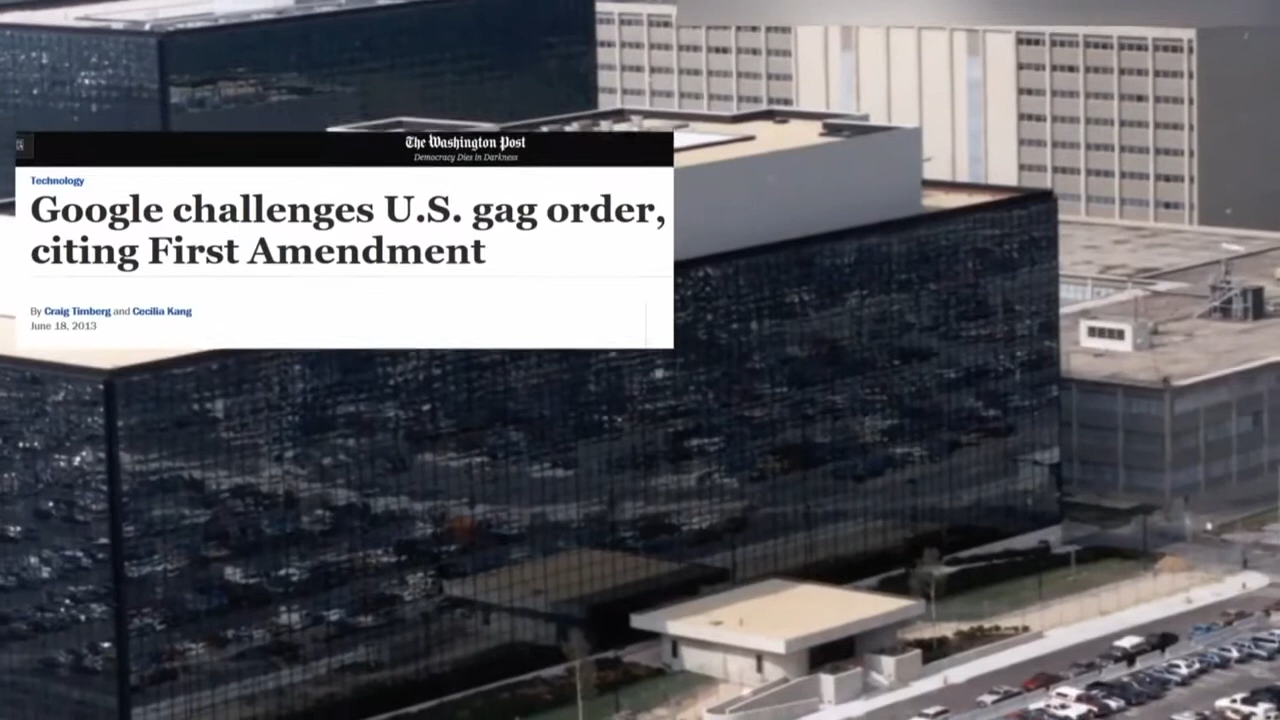 The Washington Post
Democracy Dies in Darkness
Technology
Google challenges U.S. gag order,
citing First Amendment
By Craig Timberg and Cecilia Kang
June 18, 2013